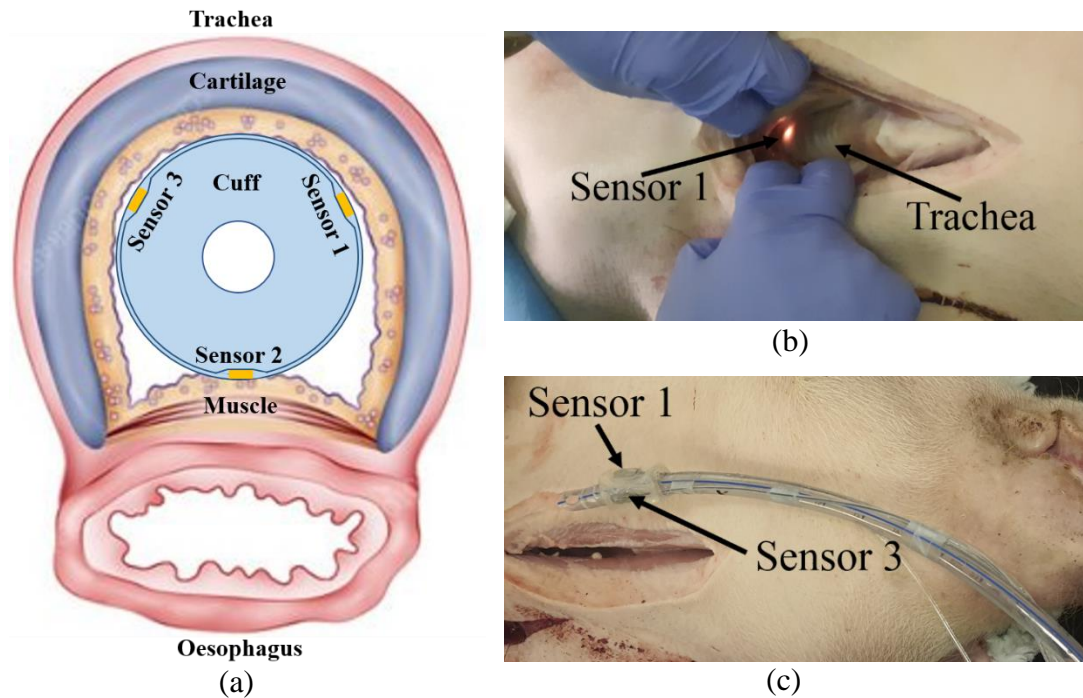 Trachea
Cartilage
Cuff
Sensor 3
Sensor 1
Sensor 2
Muscle
Oesophagus
(a)
Sensor 1
Trachea
(b)
Sensor 1
Sensor 3
(c)